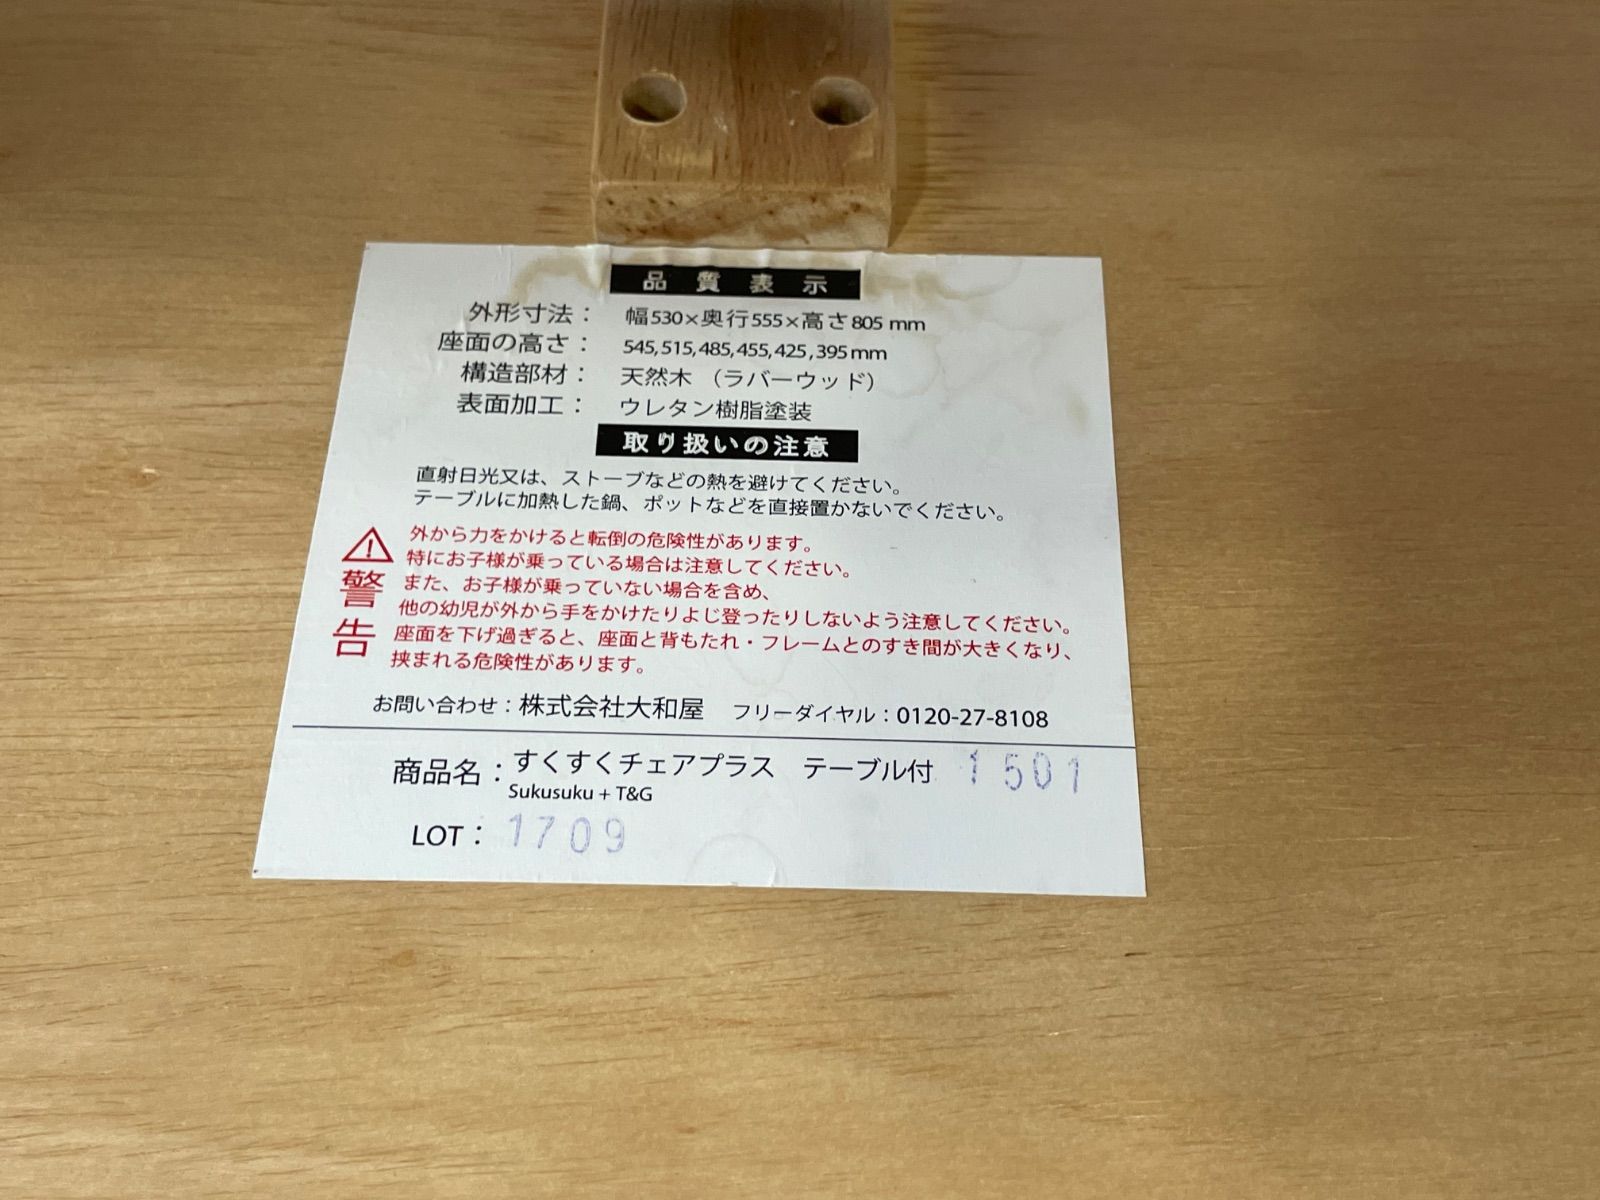 品質表示
外形寸法： 幅530×奥行555×高さ805 mm
座面の高さ： 545,515,485,455,425,395mm
構造部材： 天然木 （ラバーウッド）
表面加工： ウレタン樹脂塗装
取り扱いの注意
直射日光又は、ストーブなどの熱を避けてください。
テーブルに加熱した鍋、ポットなどを直接置かないでください。
警告
外から力をかけると転倒の危険性があります。
特にお子様が乗っている場合は注意してください。
また、お子様が乗っていない場合を含め、
他の幼児が外から手をかけたりよじ登ったりしないよう注意してください。
座面を下げ過ぎると、座面と背もたれ・フレームとのすき間が大きくなり、
挟まれる危険性があります。
お問い合わせ：株式会社大和屋 フリーダイヤル：0120-27-8108
商品名：すくすくチェアプラス テーブル付 1501
Sukusuku + T&G
LOT： 1709